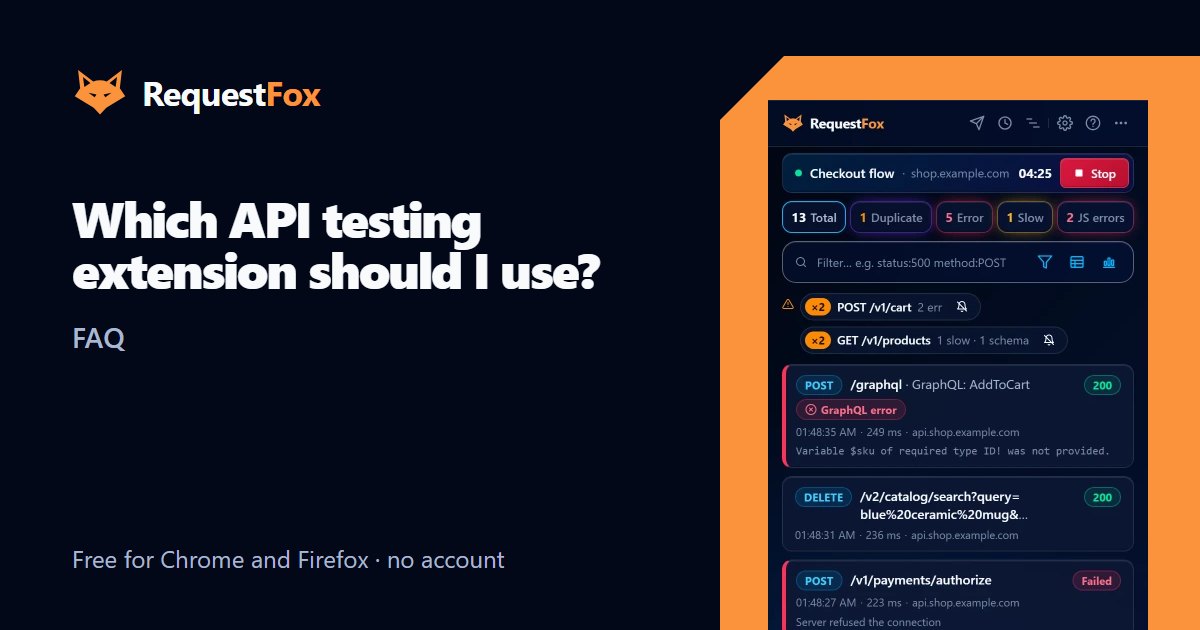 RequestFox
Which API testing
extension should I use?
FAQ
Free for Chrome and Firefox · no account
RequestFox
Checkout flow · shop.example.com 04:25 Stop
13 Total 1 Duplicate 5 Error 1 Slow 2 JS errors
Filter... e.g. status:500 method:POST
×2 POST /v1/cart 2 err
×2 GET /v1/products 1 slow · 1 schema
POST /graphql · GraphQL: AddToCart 200
GraphQL error
01:48:35 AM · 249 ms · api.shop.example.com
Variable $sku of required type ID! was not provided.
DELETE /v2/catalog/search?query= 200
blue%20ceramic%20mug&...
01:48:31 AM · 236 ms · api.shop.example.com
POST /v1/payments/authorize Failed
01:48:27 AM · 223 ms · api.shop.example.com
Server refused the connection